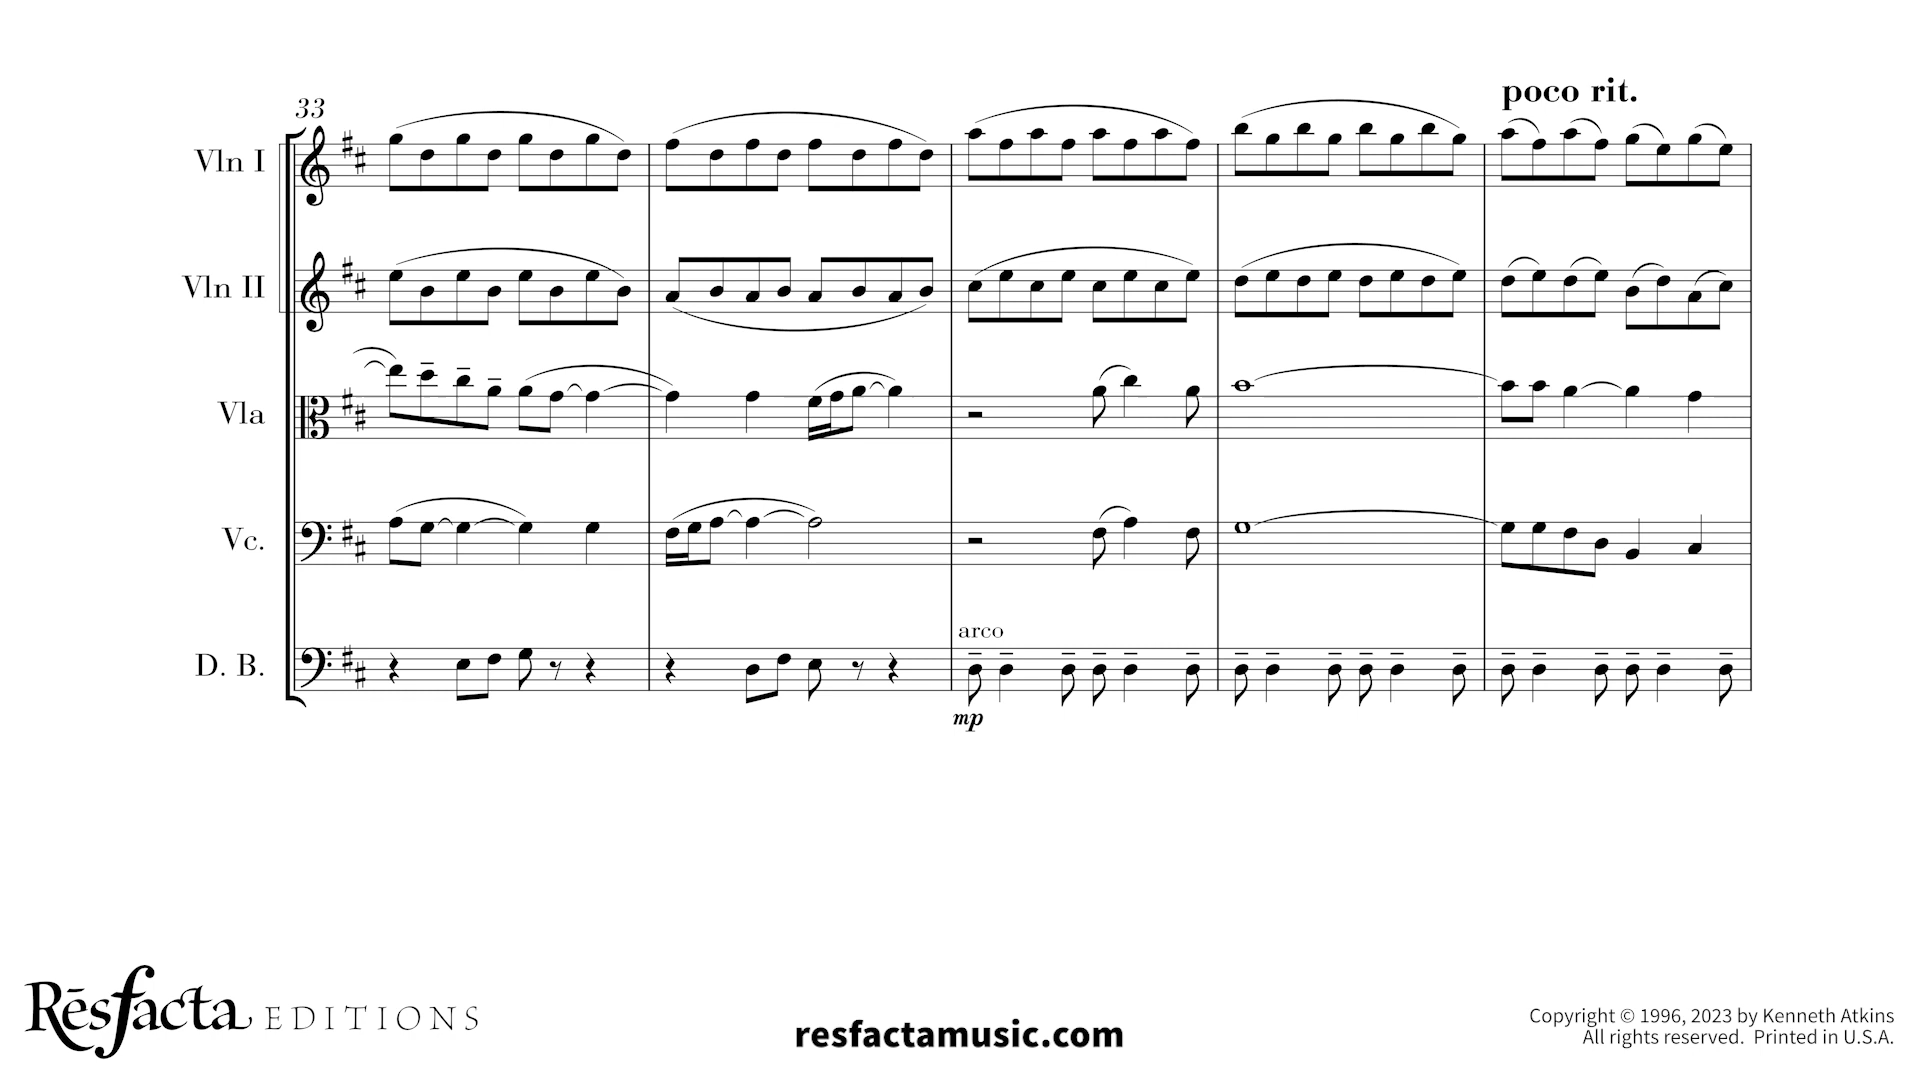 poco rit.
33
Vln I
Vln II
Vla
Vc.
arco
D. B.
mp
Rēsfacta EDITIONS
resfactamusic.com
Copyright © 1996, 2023 by Kenneth Atkins
All rights reserved. Printed in U.S.A.